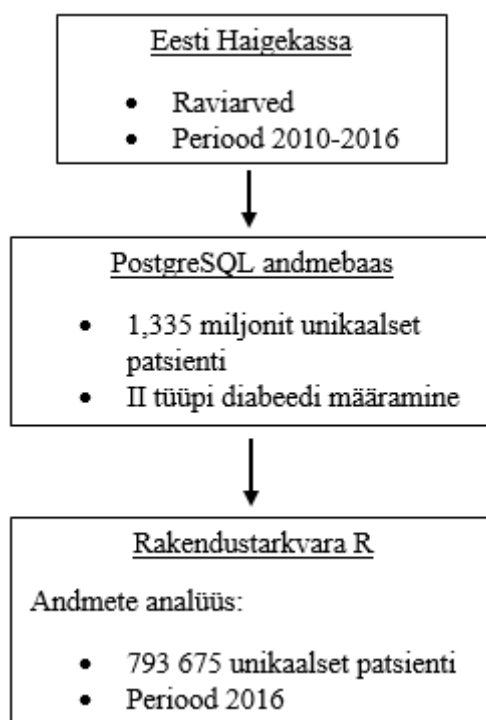 Eesti Haigekassa
• Raviarved
• Periood 2010-2016
PostgreSQL andmebaas
• 1,335 miljonit unikaalset
patsienti
• II tüüpi diabeedi määramine
Rakendustarkvara R
Andmete analüüs:
• 793 675 unikaalset patsienti
• Periood 2016